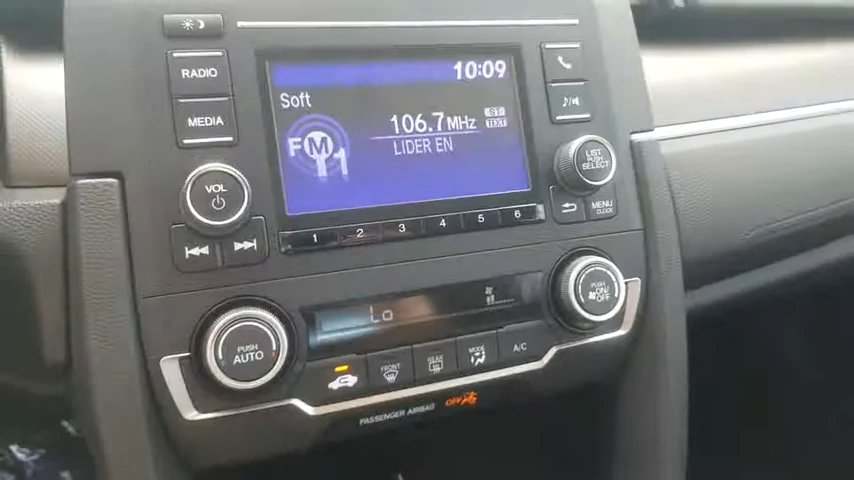 RADIO
MEDIA
VOL
10:09
Soft
106.7MHz
ST
TEXT
FM1
LIDER EN
LIST
PUSH
SELECT
MENU
CLOCK
1 2 3 4 5 6
Lo
PUSH
AUTO
PUSH
ON/
OFF
FRONT
REAR
MODE
A/C
PASSENGER AIRBAG
OFF